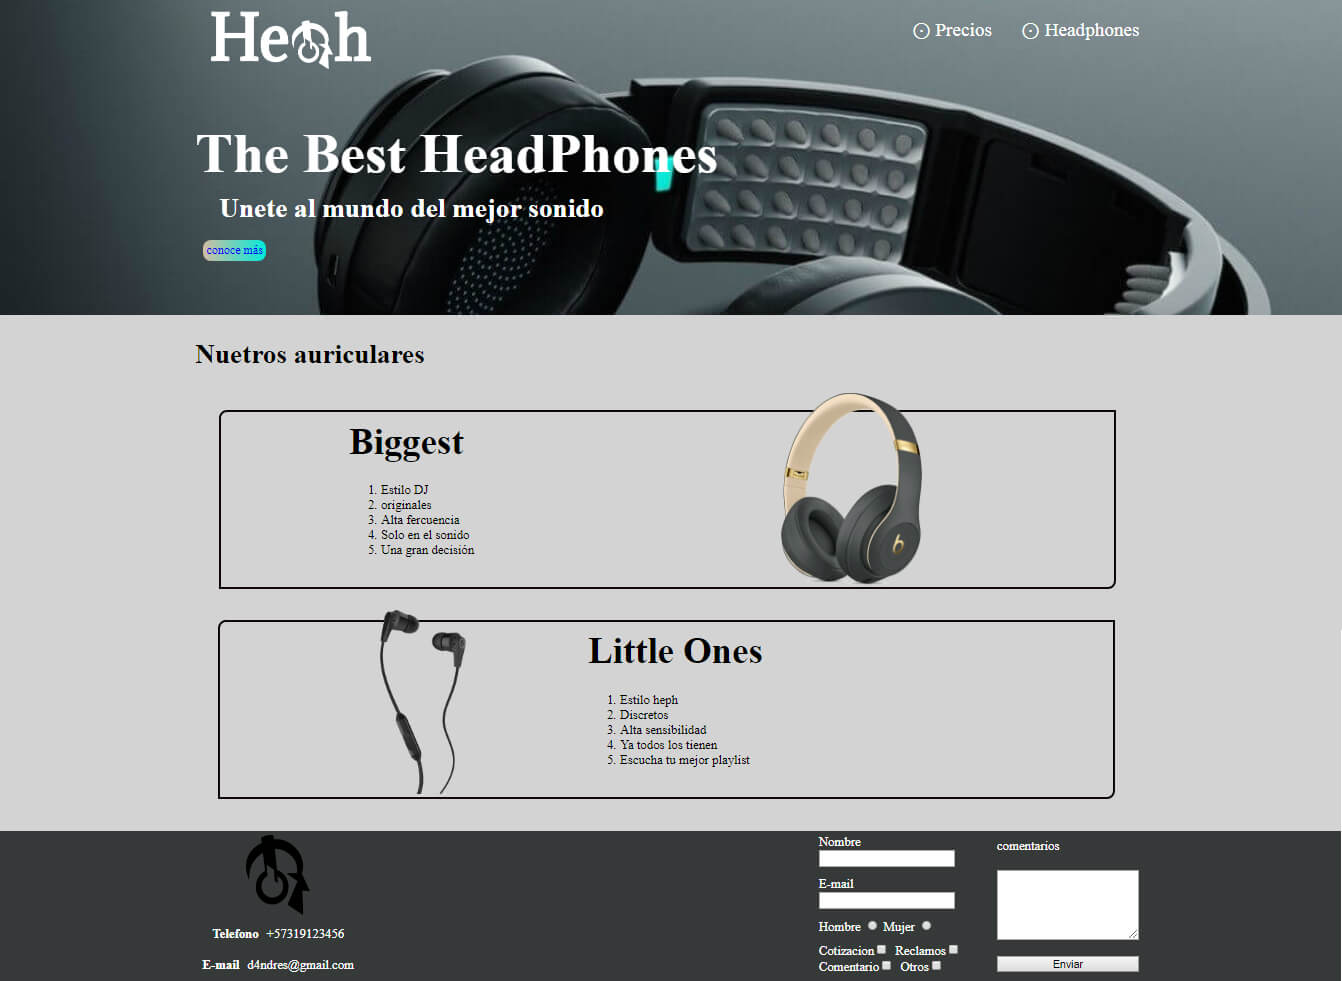 Heph
Precios
Headphones
The Best HeadPhones
Unete al mundo del mejor sonido
conoce más
Nuetros auriculares
Biggest
1. Estilo DJ
2. originales
3. Alta fercuencia
4. Solo en el sonido
5. Una gran decisión
Little Ones
1. Estilo heph
2. Discretos
3. Alta sensibilidad
4. Ya todos los tienen
5. Escucha tu mejor playlist
Telefono +57319123456
E-mail d4ndres@gmail.com
Nombre
E-mail
Hombre Mujer
Cotizacion Reclamos
Comentario Otros
comentarios
Enviar